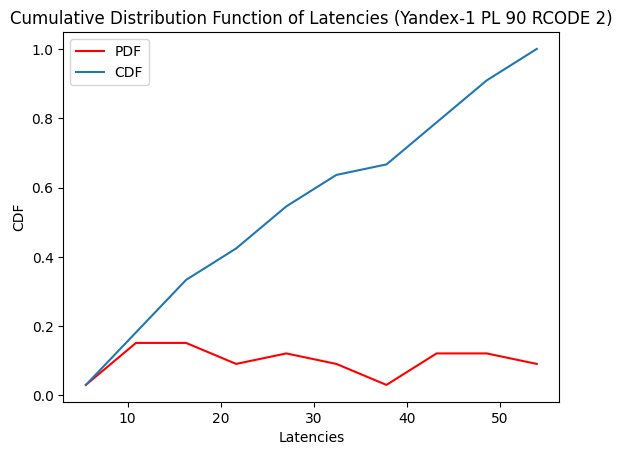 Cumulative Distribution Function of Latencies (Yandex-1 PL 90 RCODE 2)
PDF
CDF
CDF
1.0
0.8
0.6
0.4
0.2
0.0
10 20 30 40 50
Latencies